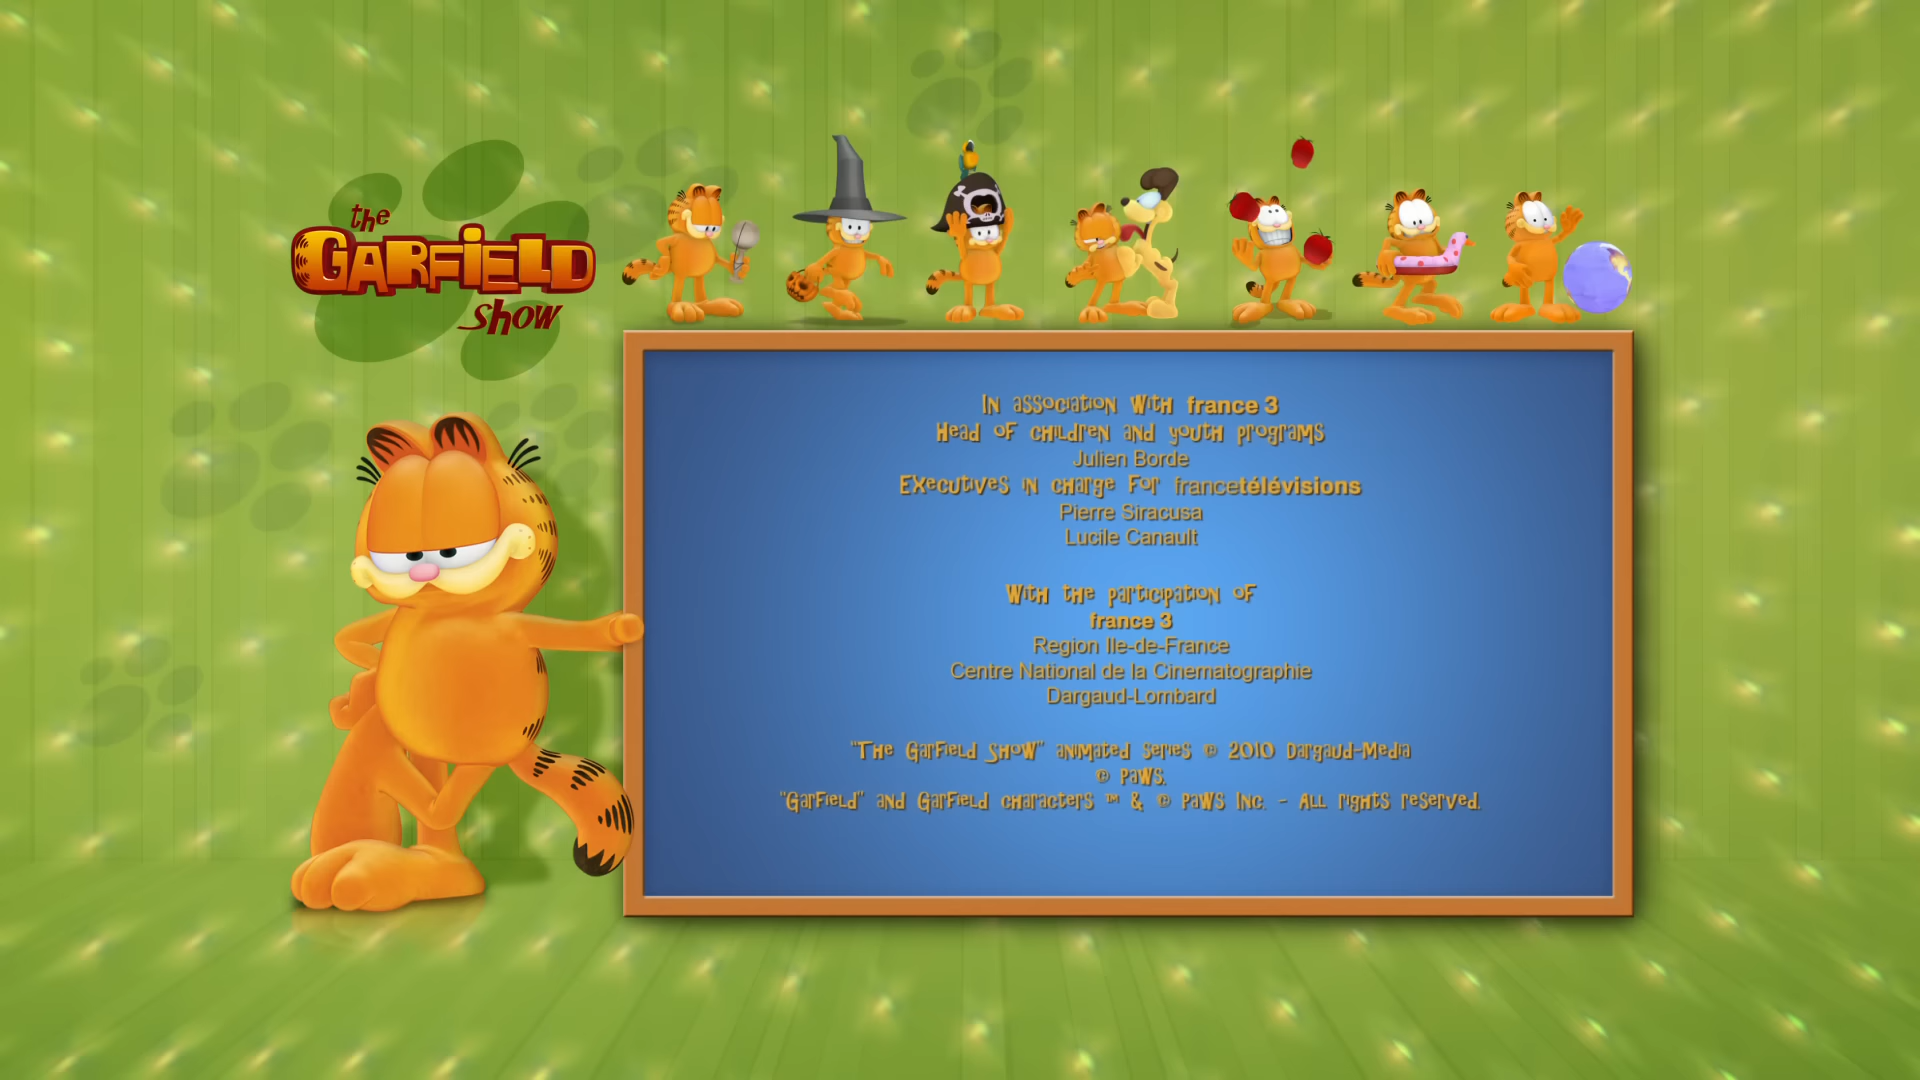 the
GARFIELD
show
In association with france 3
Head of children and youth programs
Julien Borde
Executives in charge for francetélévisions
Pierre Siracusa
Lucile Canault
With the participation of
france 3
Region Ile-de-France
Centre National de la Cinematographie
Dargaud-Lombard
"The Garfield Show" animated series © 2010 Dargaud-Media
© Paws.
"Garfield" and Garfield characters ™ & © Paws Inc. - All rights reserved.